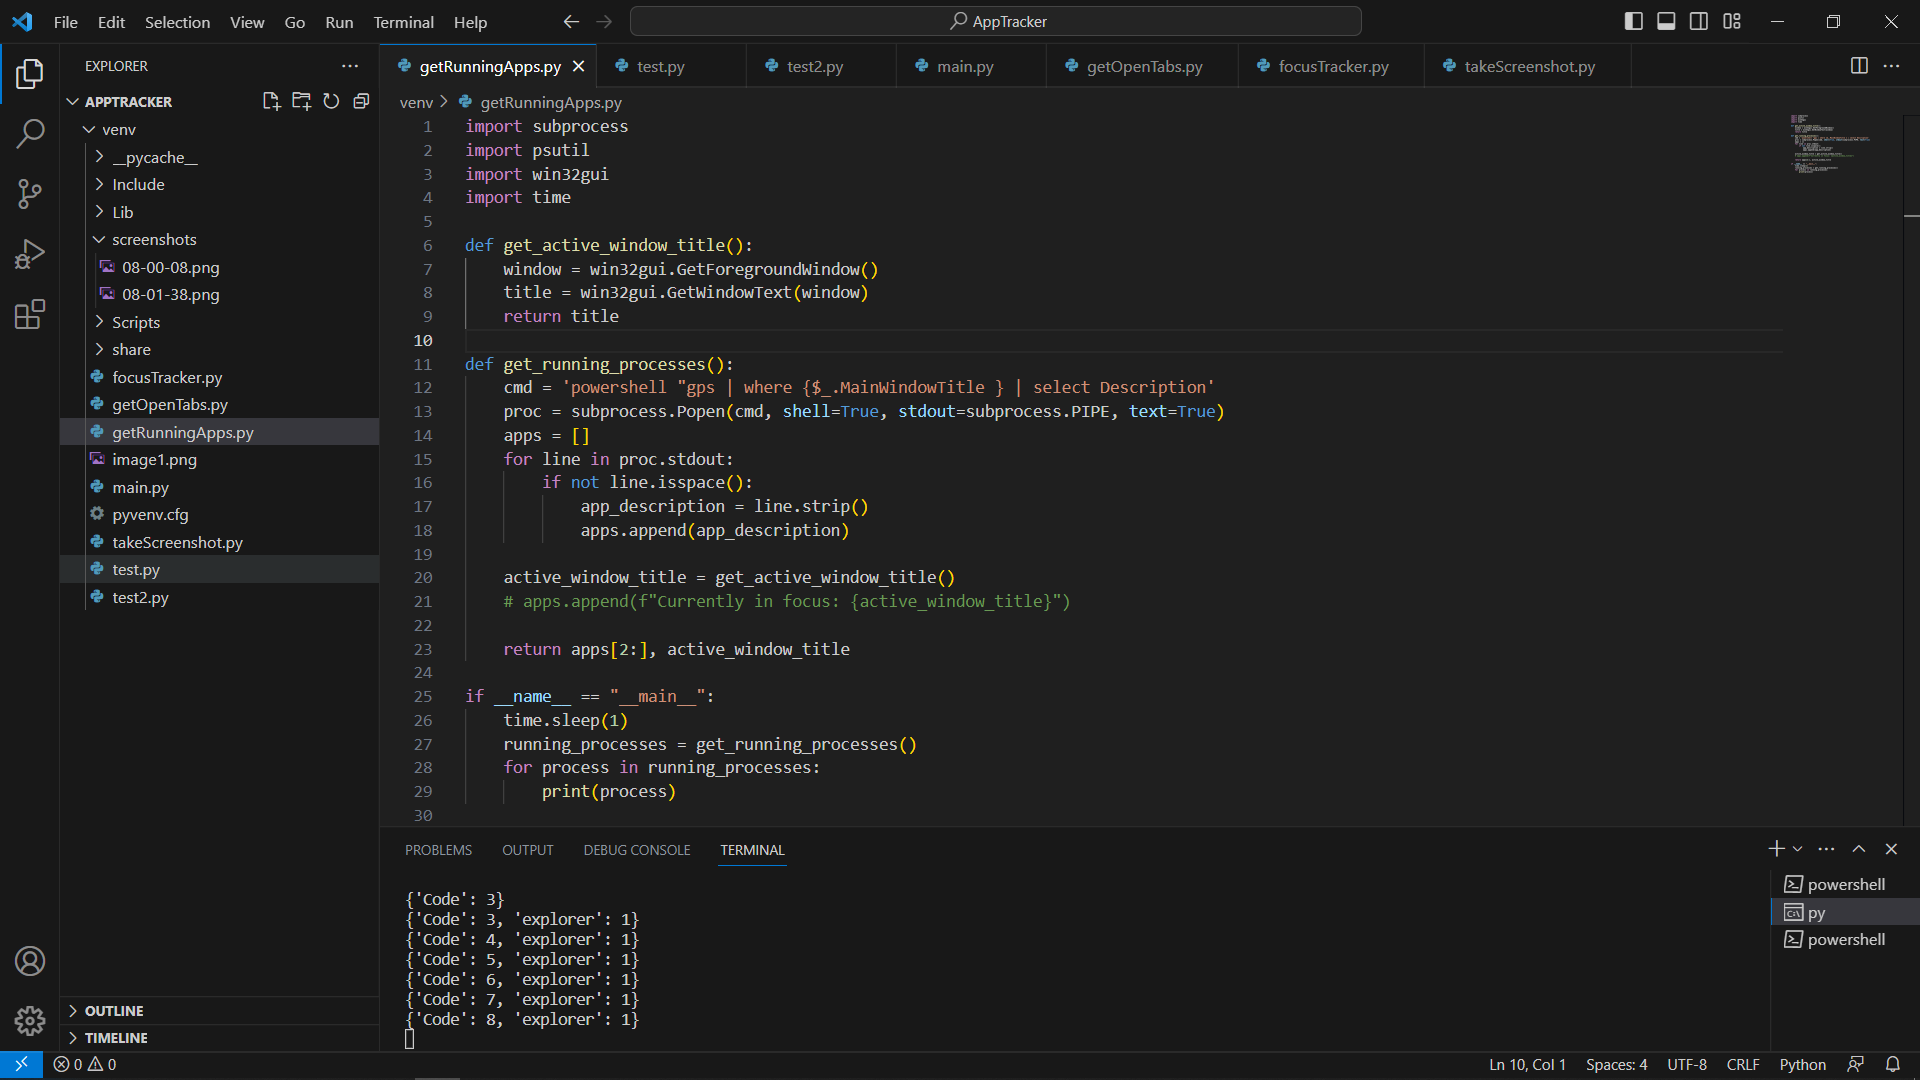 File Edit Selection View Go Run Terminal Help
AppTracker
EXPLORER
APPTRACKER
venv
__pycache__
Include
Lib
screenshots
08-00-08.png
08-01-38.png
Scripts
share
focusTracker.py
getOpenTabs.py
getRunningApps.py
image1.png
main.py
pyvenv.cfg
takeScreenshot.py
test.py
test2.py
OUTLINE
TIMELINE
getRunningApps.py test.py test2.py main.py getOpenTabs.py focusTracker.py takeScreenshot.py
venv > getRunningApps.py
1 import subprocess
2 import psutil
3 import win32gui
4 import time
5
6 def get_active_window_title():
7     window = win32gui.GetForegroundWindow()
8     title = win32gui.GetWindowText(window)
9     return title
10
11 def get_running_processes():
12     cmd = 'powershell "gps | where {$_.MainWindowTitle } | select Description'
13     proc = subprocess.Popen(cmd, shell=True, stdout=subprocess.PIPE, text=True)
14     apps = []
15     for line in proc.stdout:
16         if not line.isspace():
17             app_description = line.strip()
18             apps.append(app_description)
19
20     active_window_title = get_active_window_title()
21     # apps.append(f"Currently in focus: {active_window_title}")
22
23     return apps[2:], active_window_title
24
25 if __name__ == "__main__":
26     time.sleep(1)
27     running_processes = get_running_processes()
28     for process in running_processes:
29         print(process)
30
PROBLEMS OUTPUT DEBUG CONSOLE TERMINAL
{'Code': 3}
{'Code': 3, 'explorer': 1}
{'Code': 4, 'explorer': 1}
{'Code': 5, 'explorer': 1}
{'Code': 6, 'explorer': 1}
{'Code': 7, 'explorer': 1}
{'Code': 8, 'explorer': 1}
powershell
py
powershell
0 0
Ln 10, Col 1 Spaces: 4 UTF-8 CRLF Python